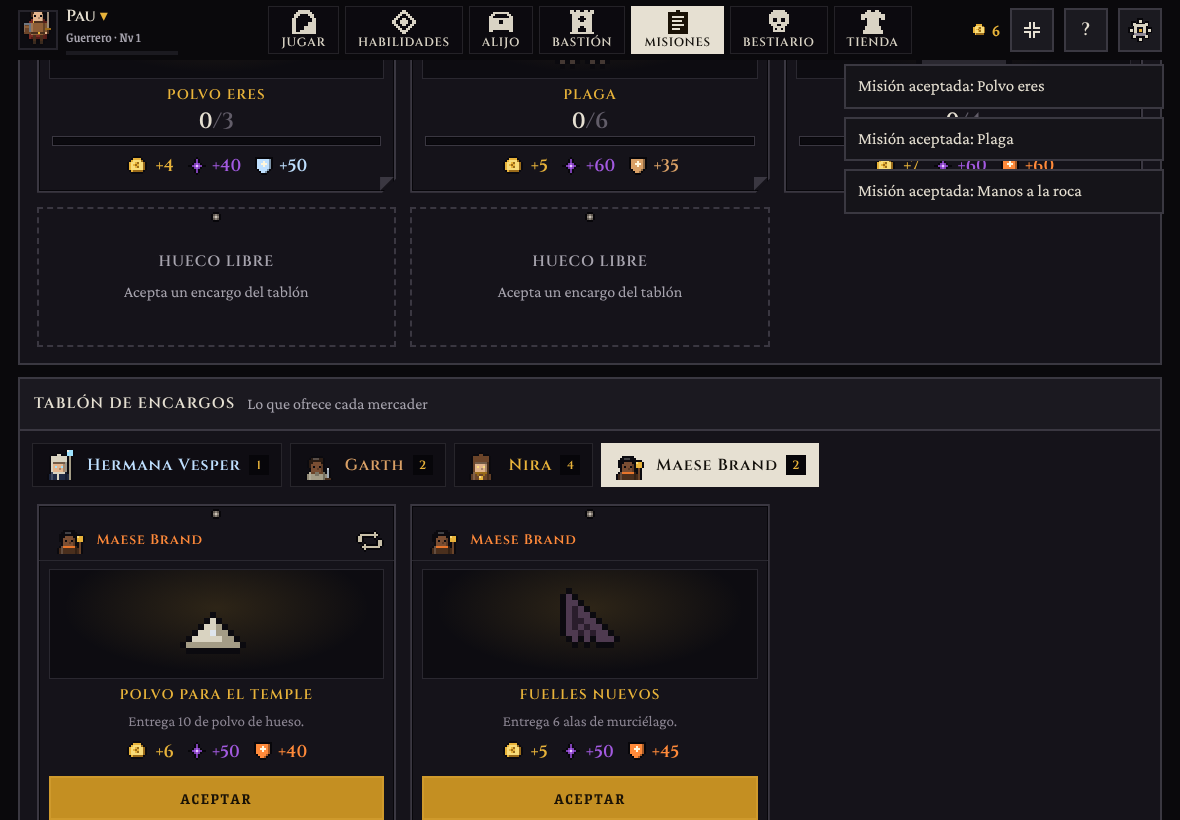 PAU ▾
Guerrero · Nv 1
JUGAR
HABILIDADES
ALIJO
BASTIÓN
MISIONES
BESTIARIO
TIENDA
6
?
POLVO ERES
0/3
+4 +40 +50
PLAGA
0/6
+5 +60 +35
+7 +60 +60
Misión aceptada: Polvo eres
Misión aceptada: Plaga
Misión aceptada: Manos a la roca
HUECO LIBRE
Acepta un encargo del tablón
HUECO LIBRE
Acepta un encargo del tablón
TABLÓN DE ENCARGOS Lo que ofrece cada mercader
HERMANA VESPER 1
GARTH 2
NIRA 4
MAESE BRAND 2
MAESE BRAND
POLVO PARA EL TEMPLE
Entrega 10 de polvo de hueso.
+6 +50 +40
ACEPTAR
MAESE BRAND
FUELLES NUEVOS
Entrega 6 alas de murciélago.
+5 +50 +45
ACEPTAR